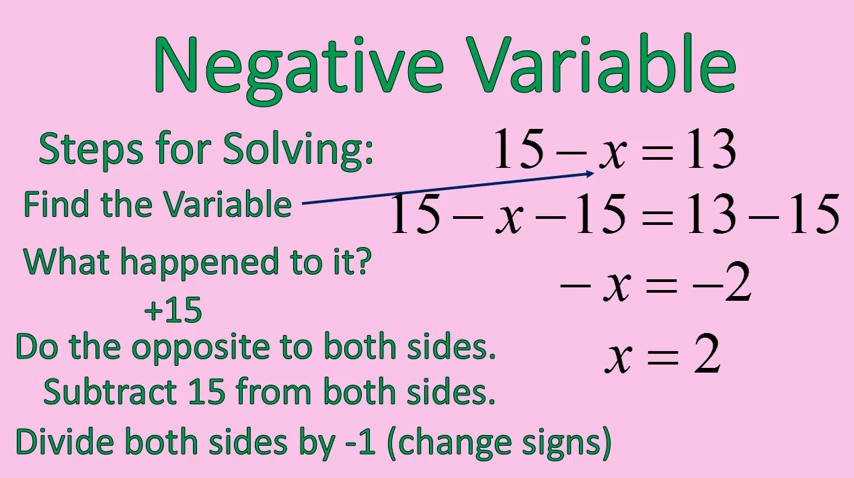 Negative Variable
Steps for Solving:
15 – x = 13
Find the Variable
15 – x – 15 = 13 – 15
What happened to it?
– x = –2
+15
Do the opposite to both sides.
x = 2
Subtract 15 from both sides.
Divide both sides by -1 (change signs)